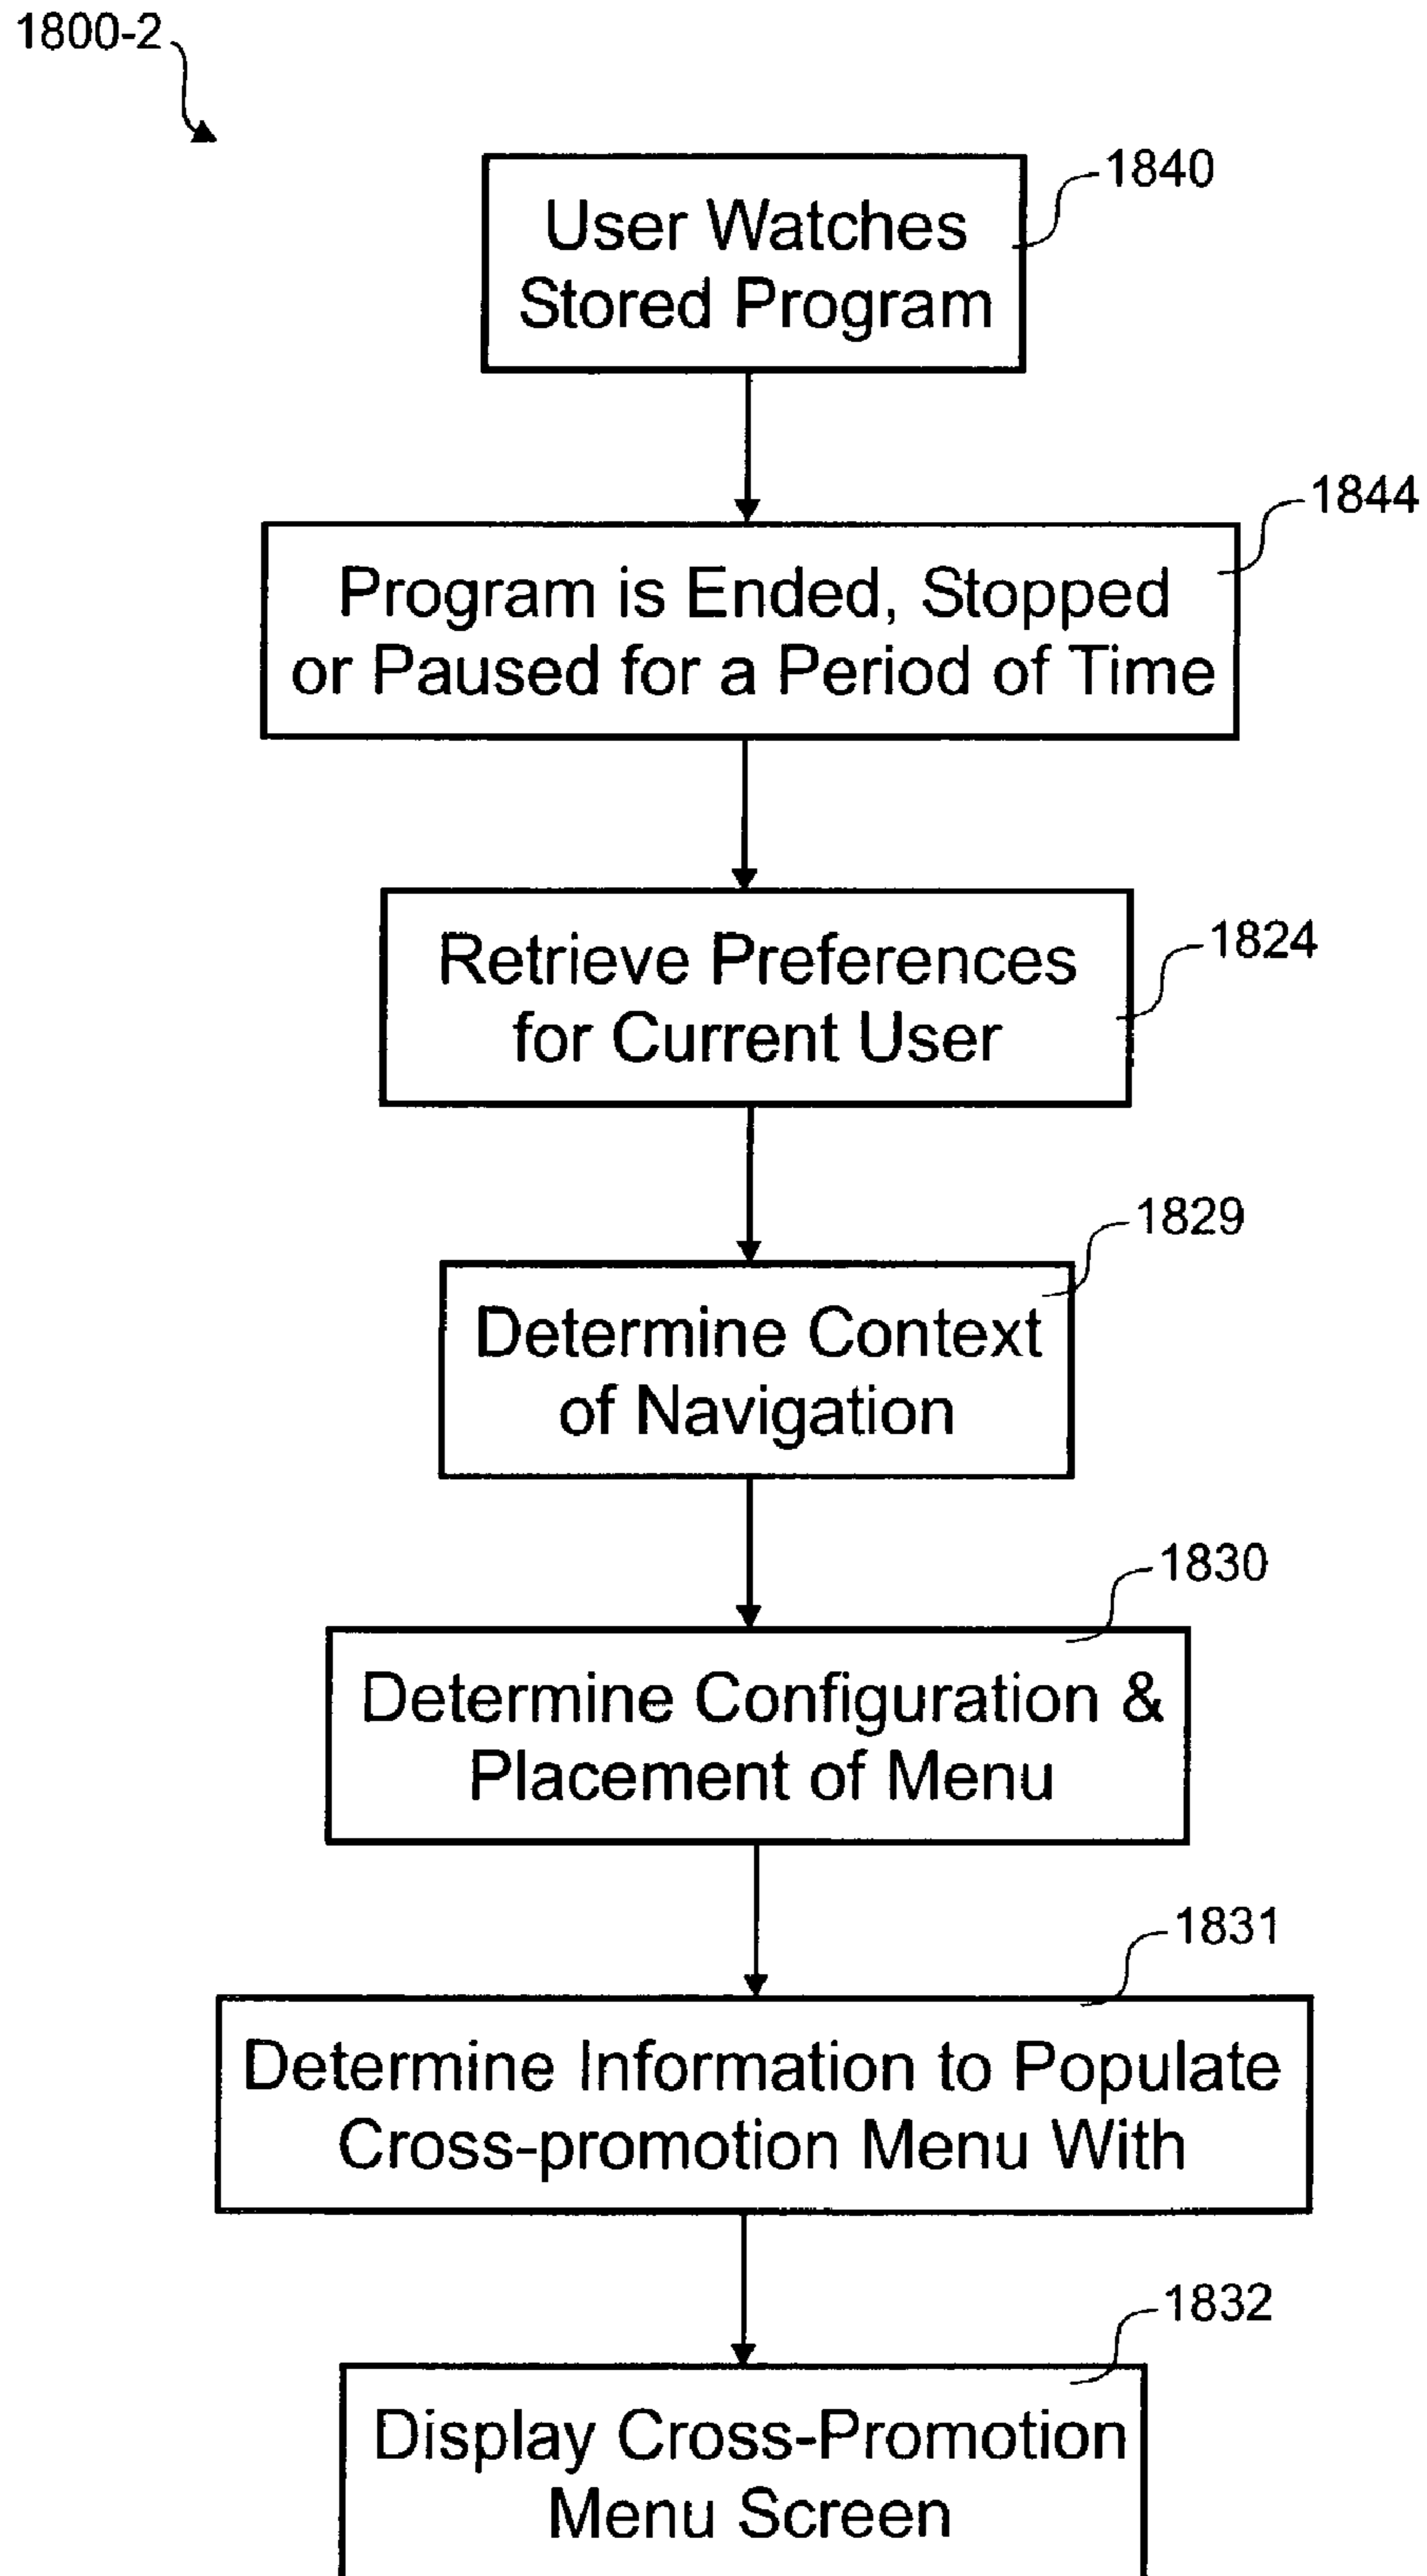 1800-2
1840
User Watches
Stored Program
1844
Program is Ended, Stopped
or Paused for a Period of Time
1824
Retrieve Preferences
for Current User
1829
Determine Context
of Navigation
1830
Determine Configuration &
Placement of Menu
1831
Determine Information to Populate
Cross-promotion Menu With
1832
Display Cross-Promotion
Menu Screen